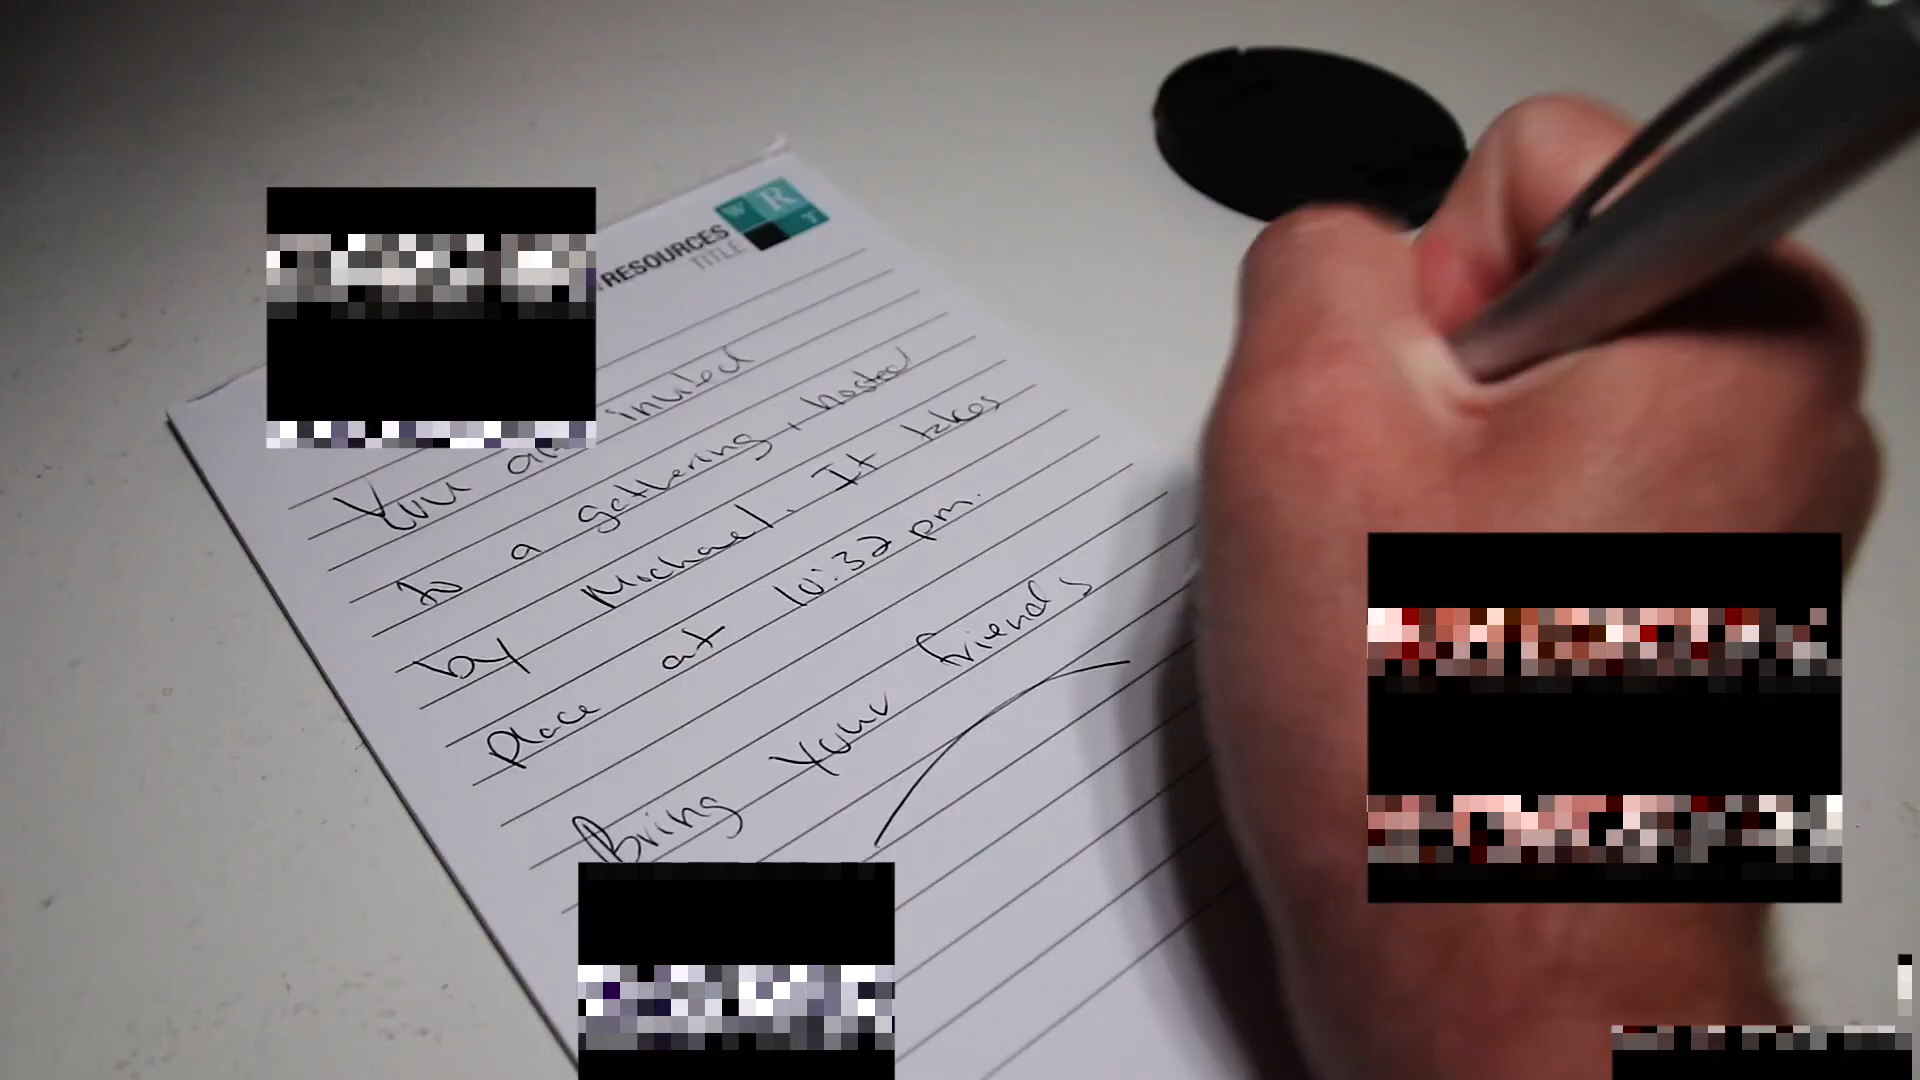 W R
T
RESOURCES
TITLE
You invited
to a gathering, hosted
by Michael. It takes
place at 10:32 pm.
Bring your friends